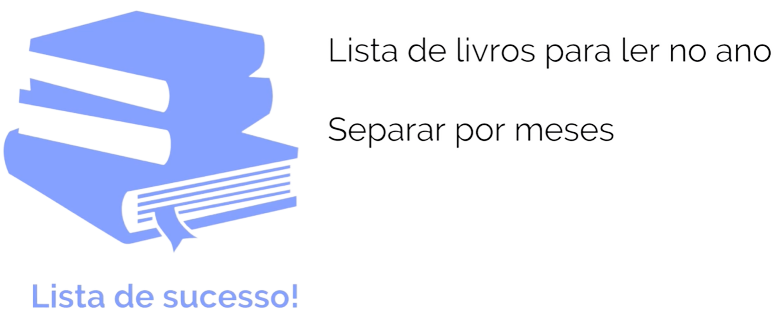 Lista de livros para ler no ano
Separar por meses
Lista de sucesso!